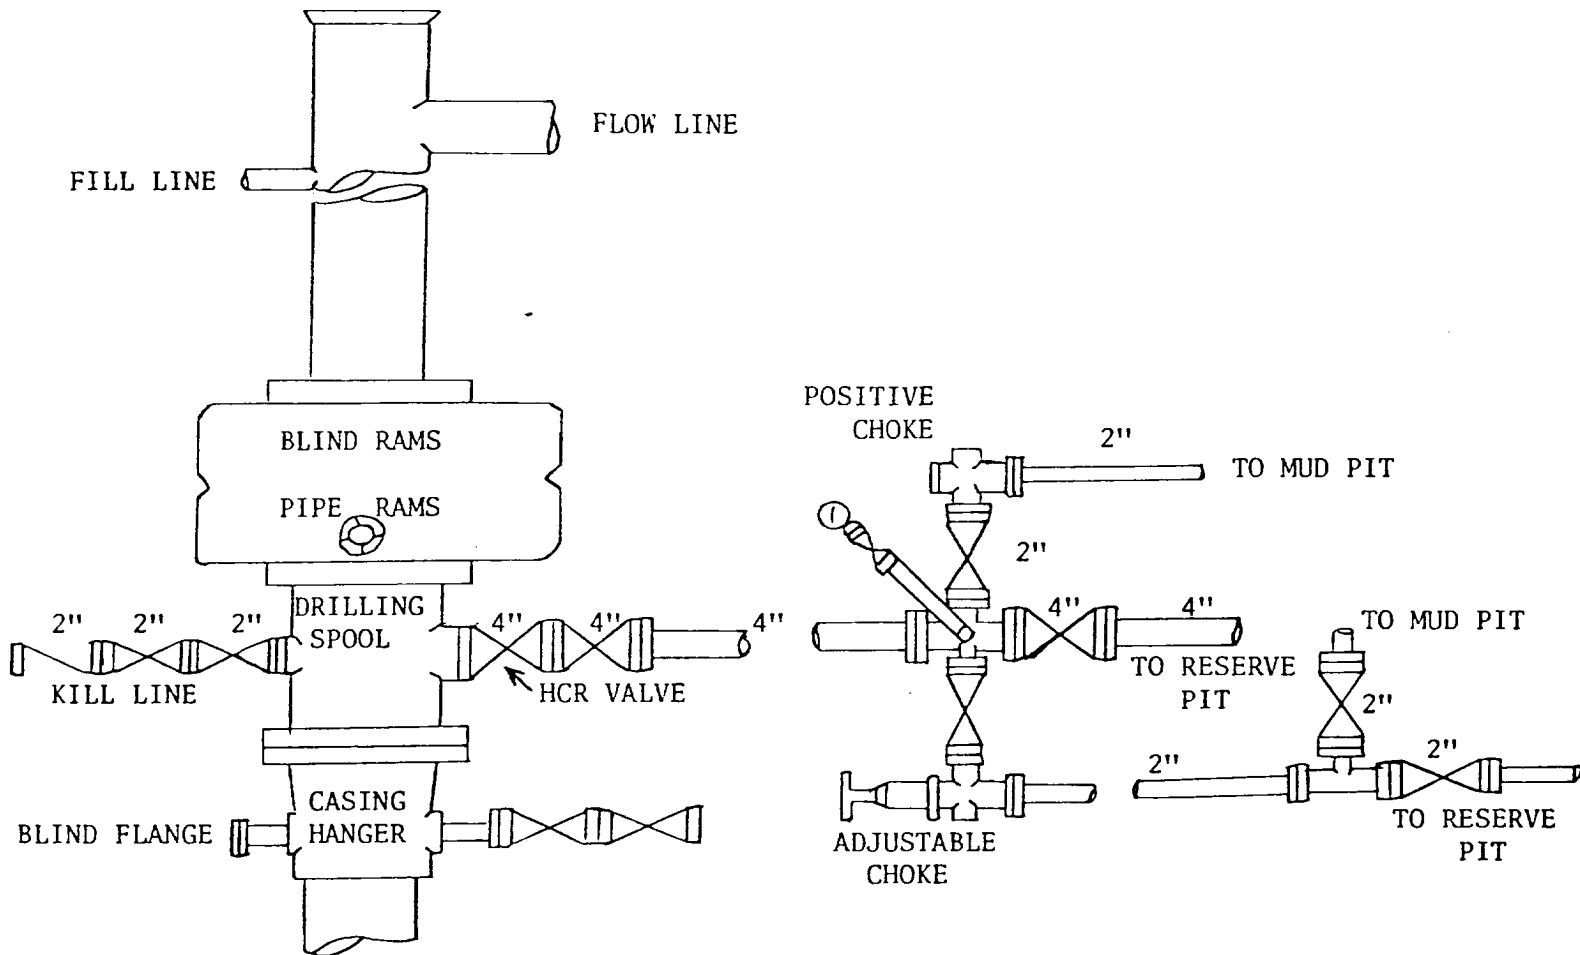 FLOW LINE
FILL LINE
BLIND RAMS
PIPE RAMS
DRILLING
SPOOL
2" 2" 2"
KILL LINE
4" 4" 4"
HCR VALVE
CASING
HANGER
BLIND FLANGE
POSITIVE
CHOKE
2"
TO MUD PIT
2"
4" 4"
TO RESERVE
PIT
ADJUSTABLE
CHOKE
TO MUD PIT
2"
2" 2"
TO RESERVE
PIT